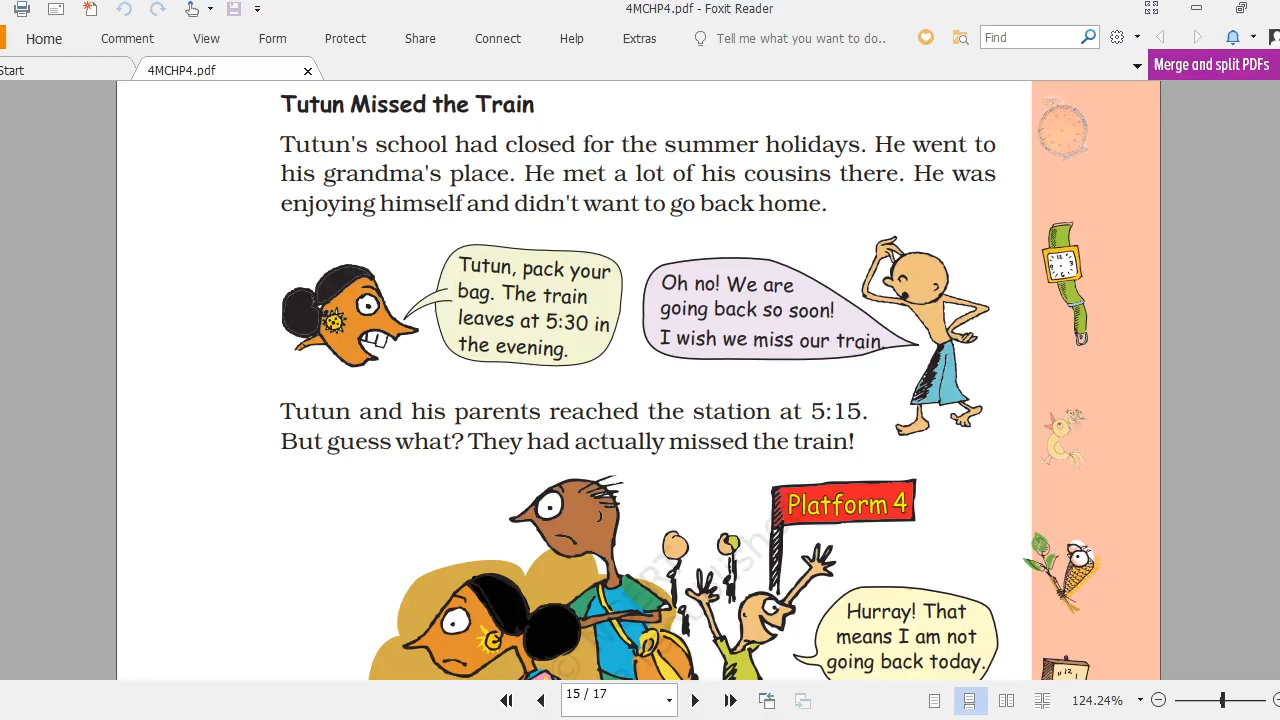 4MCHP4.pdf - Foxit Reader
Home Comment View Form Protect Share Connect Help Extras Tell me what you want to do.. Find
Start 4MCHP4.pdf Merge and split PDFs
Tutun Missed the Train
Tutun's school had closed for the summer holidays. He went to
his grandma's place. He met a lot of his cousins there. He was
enjoying himself and didn't want to go back home.
Tutun, pack your
bag. The train
leaves at 5:30 in
the evening.
Oh no! We are
going back so soon!
I wish we miss our train.
Tutun and his parents reached the station at 5:15.
But guess what? They had actually missed the train!
Platform 4
Hurray! That
means I am not
going back today.
15 / 17
124.24%